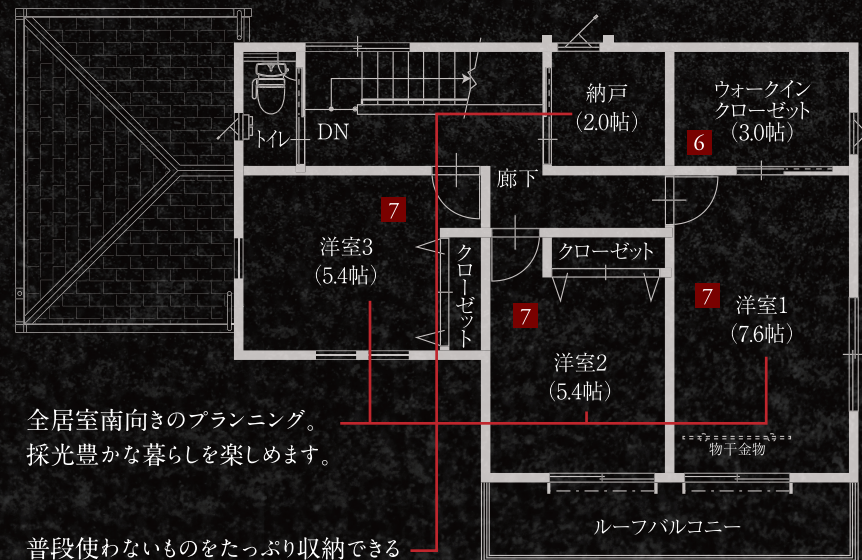 納戸
（2.0帖）
ウォークイン
クローゼット
（3.0帖）
6
トイレ
DN
廊下
7
洋室3
（5.4帖）
クローゼット
クローゼット
7
洋室2
（5.4帖）
7
洋室1
（7.6帖）
物干金物
全居室南向きのプランニング。
採光豊かな暮らしを楽しめます。
ルーフバルコニー
普段使わないものをたっぷり収納できる